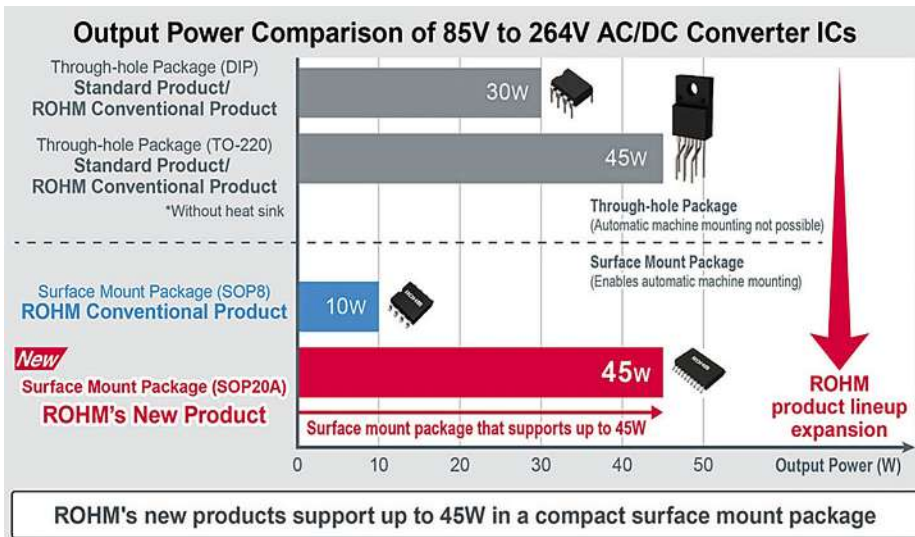 Output Power Comparison of 85V to 264V AC/DC Converter ICs
Through-hole Package (DIP)
Standard Product/
ROHM Conventional Product
30W
Through-hole Package (TO-220)
Standard Product/
ROHM Conventional Product
*Without heat sink
45W
Through-hole Package
(Automatic machine mounting not possible)
Surface Mount Package
(Enables automatic machine mounting)
Surface Mount Package (SOP8)
ROHM Conventional Product
10W
ROHM
New
Surface Mount Package (SOP20A)
ROHM's New Product
45W
ROHM
Surface mount package that supports up to 45W
ROHM
product lineup
expansion
0 10 20 30 40 50 Output Power (W)
ROHM's new products support up to 45W in a compact surface mount package